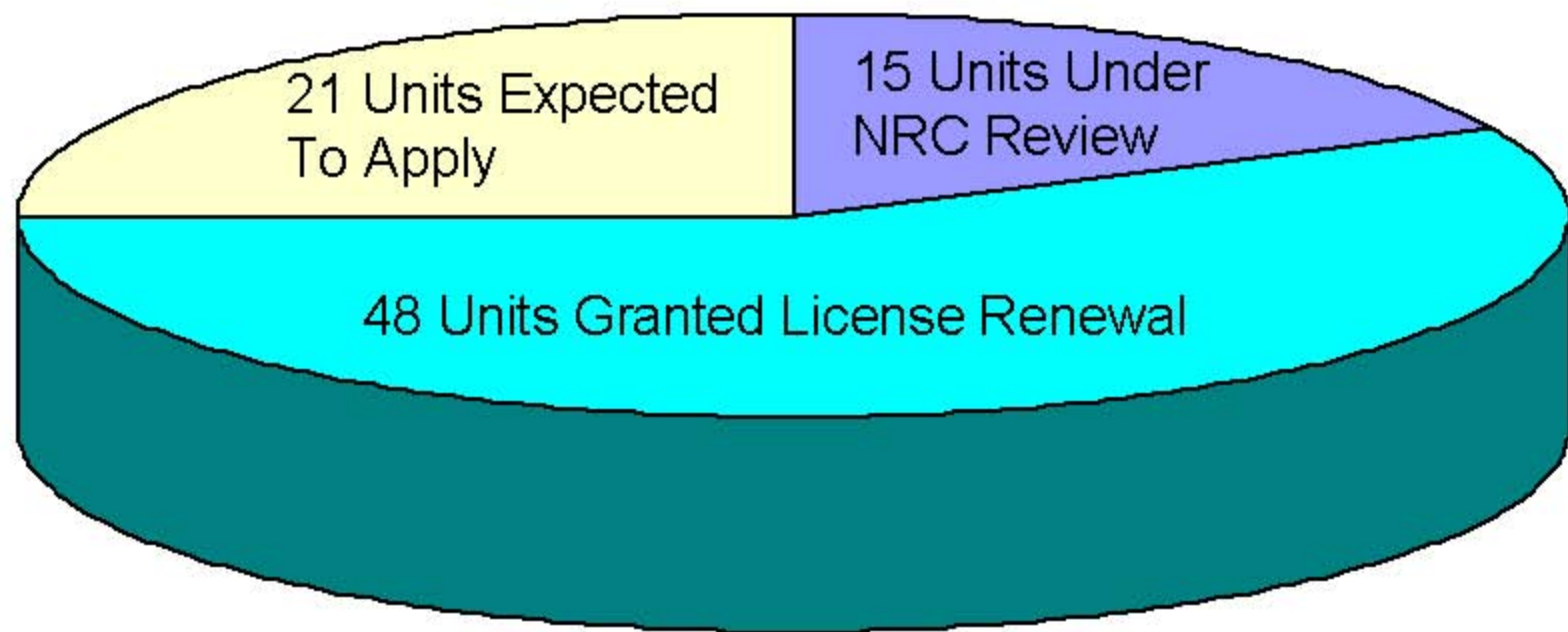 21 Units Expected
To Apply
15 Units Under
NRC Review
48 Units Granted License Renewal